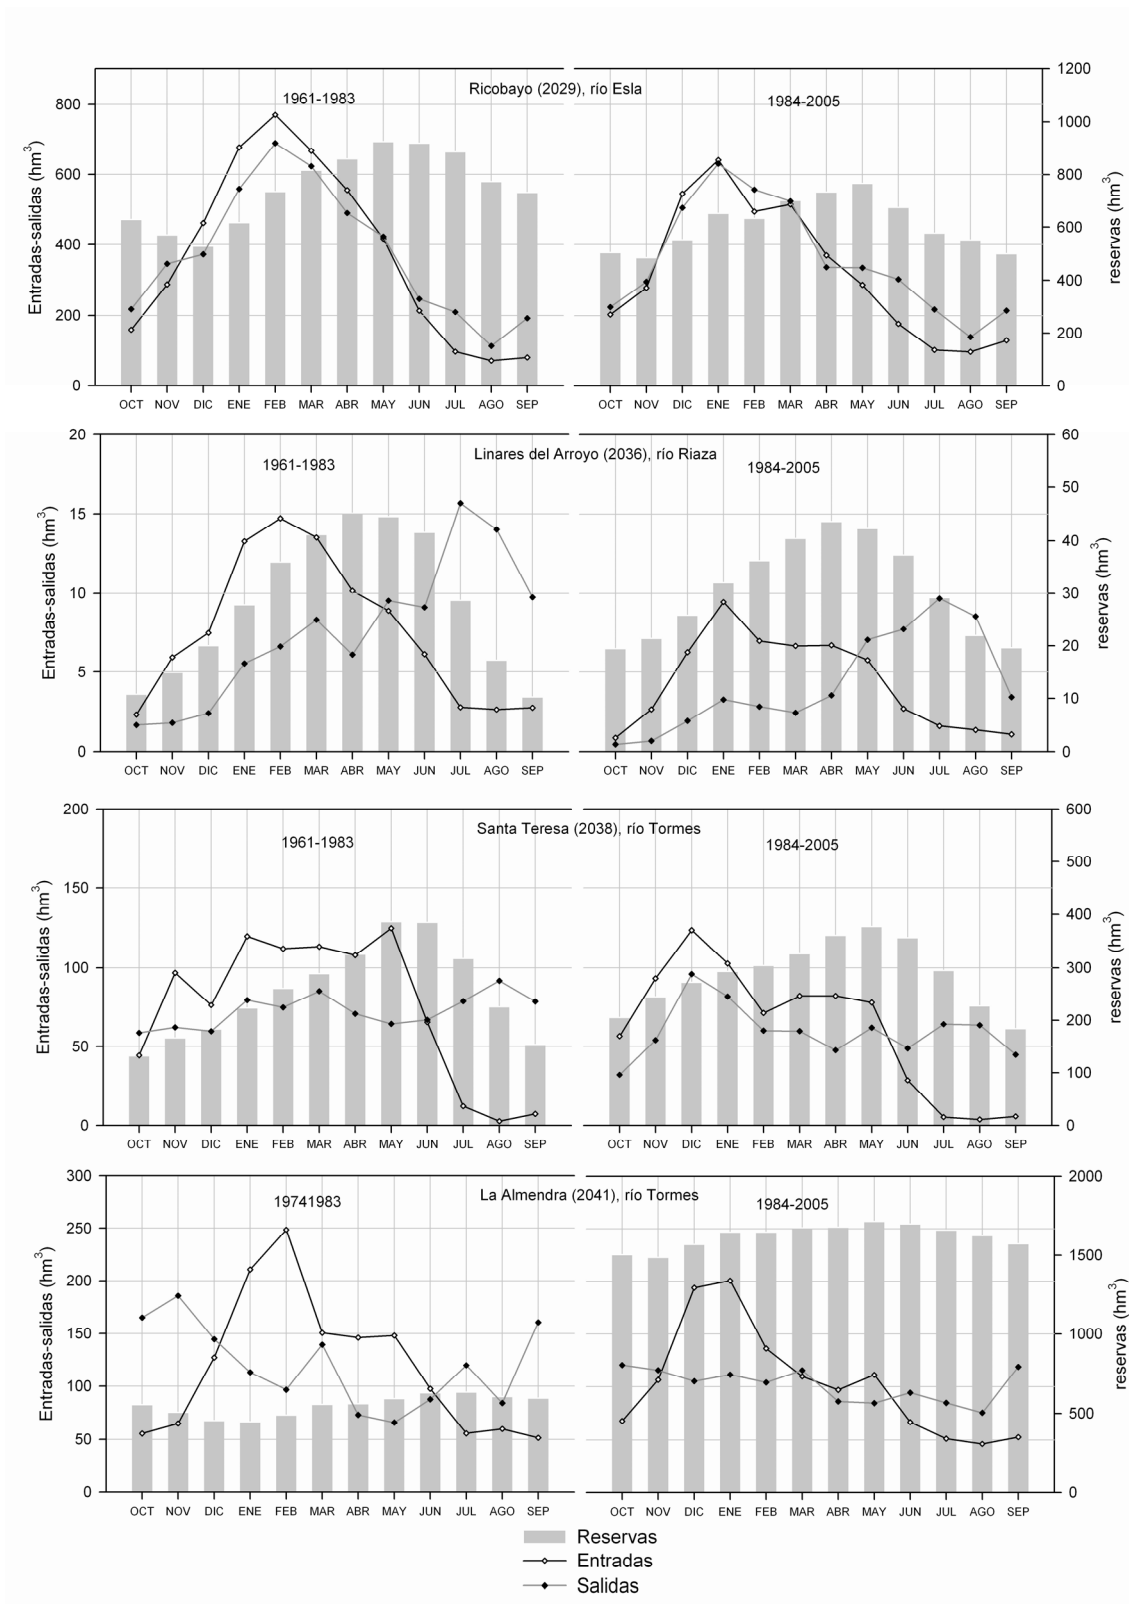 Ricobayo (2029), río Esla
1961-1983
1984-2005
Entradas-salidas (hm3)
800
600
400
200
0
1200
1000
800
600
400
200
0
reservas (hm3)
OCT NOV DIC ENE FEB MAR ABR MAY JUN JUL AGO SEP
OCT NOV DIC ENE FEB MAR ABR MAY JUN JUL AGO SEP
Linares del Arroyo (2036), río Riaza
1961-1983
1984-2005
Entradas-salidas (hm3)
20
15
10
5
0
60
50
40
30
20
10
0
reservas (hm3)
OCT NOV DIC ENE FEB MAR ABR MAY JUN JUL AGO SEP
OCT NOV DIC ENE FEB MAR ABR MAY JUN JUL AGO SEP
Santa Teresa (2038), río Tormes
1961-1983
1984-2005
Entradas-salidas (hm3)
200
150
100
50
0
600
500
400
300
200
100
0
reservas (hm3)
OCT NOV DIC ENE FEB MAR ABR MAY JUN JUL AGO SEP
OCT NOV DIC ENE FEB MAR ABR MAY JUN JUL AGO SEP
La Almendra (2041), río Tormes
19741983
1984-2005
Entradas-salidas (hm3)
300
250
200
150
100
50
0
2000
1500
1000
500
0
reservas (hm3)
OCT NOV DIC ENE FEB MAR ABR MAY JUN JUL AGO SEP
OCT NOV DIC ENE FEB MAR ABR MAY JUN JUL AGO SEP
Reservas
Entradas
Salidas